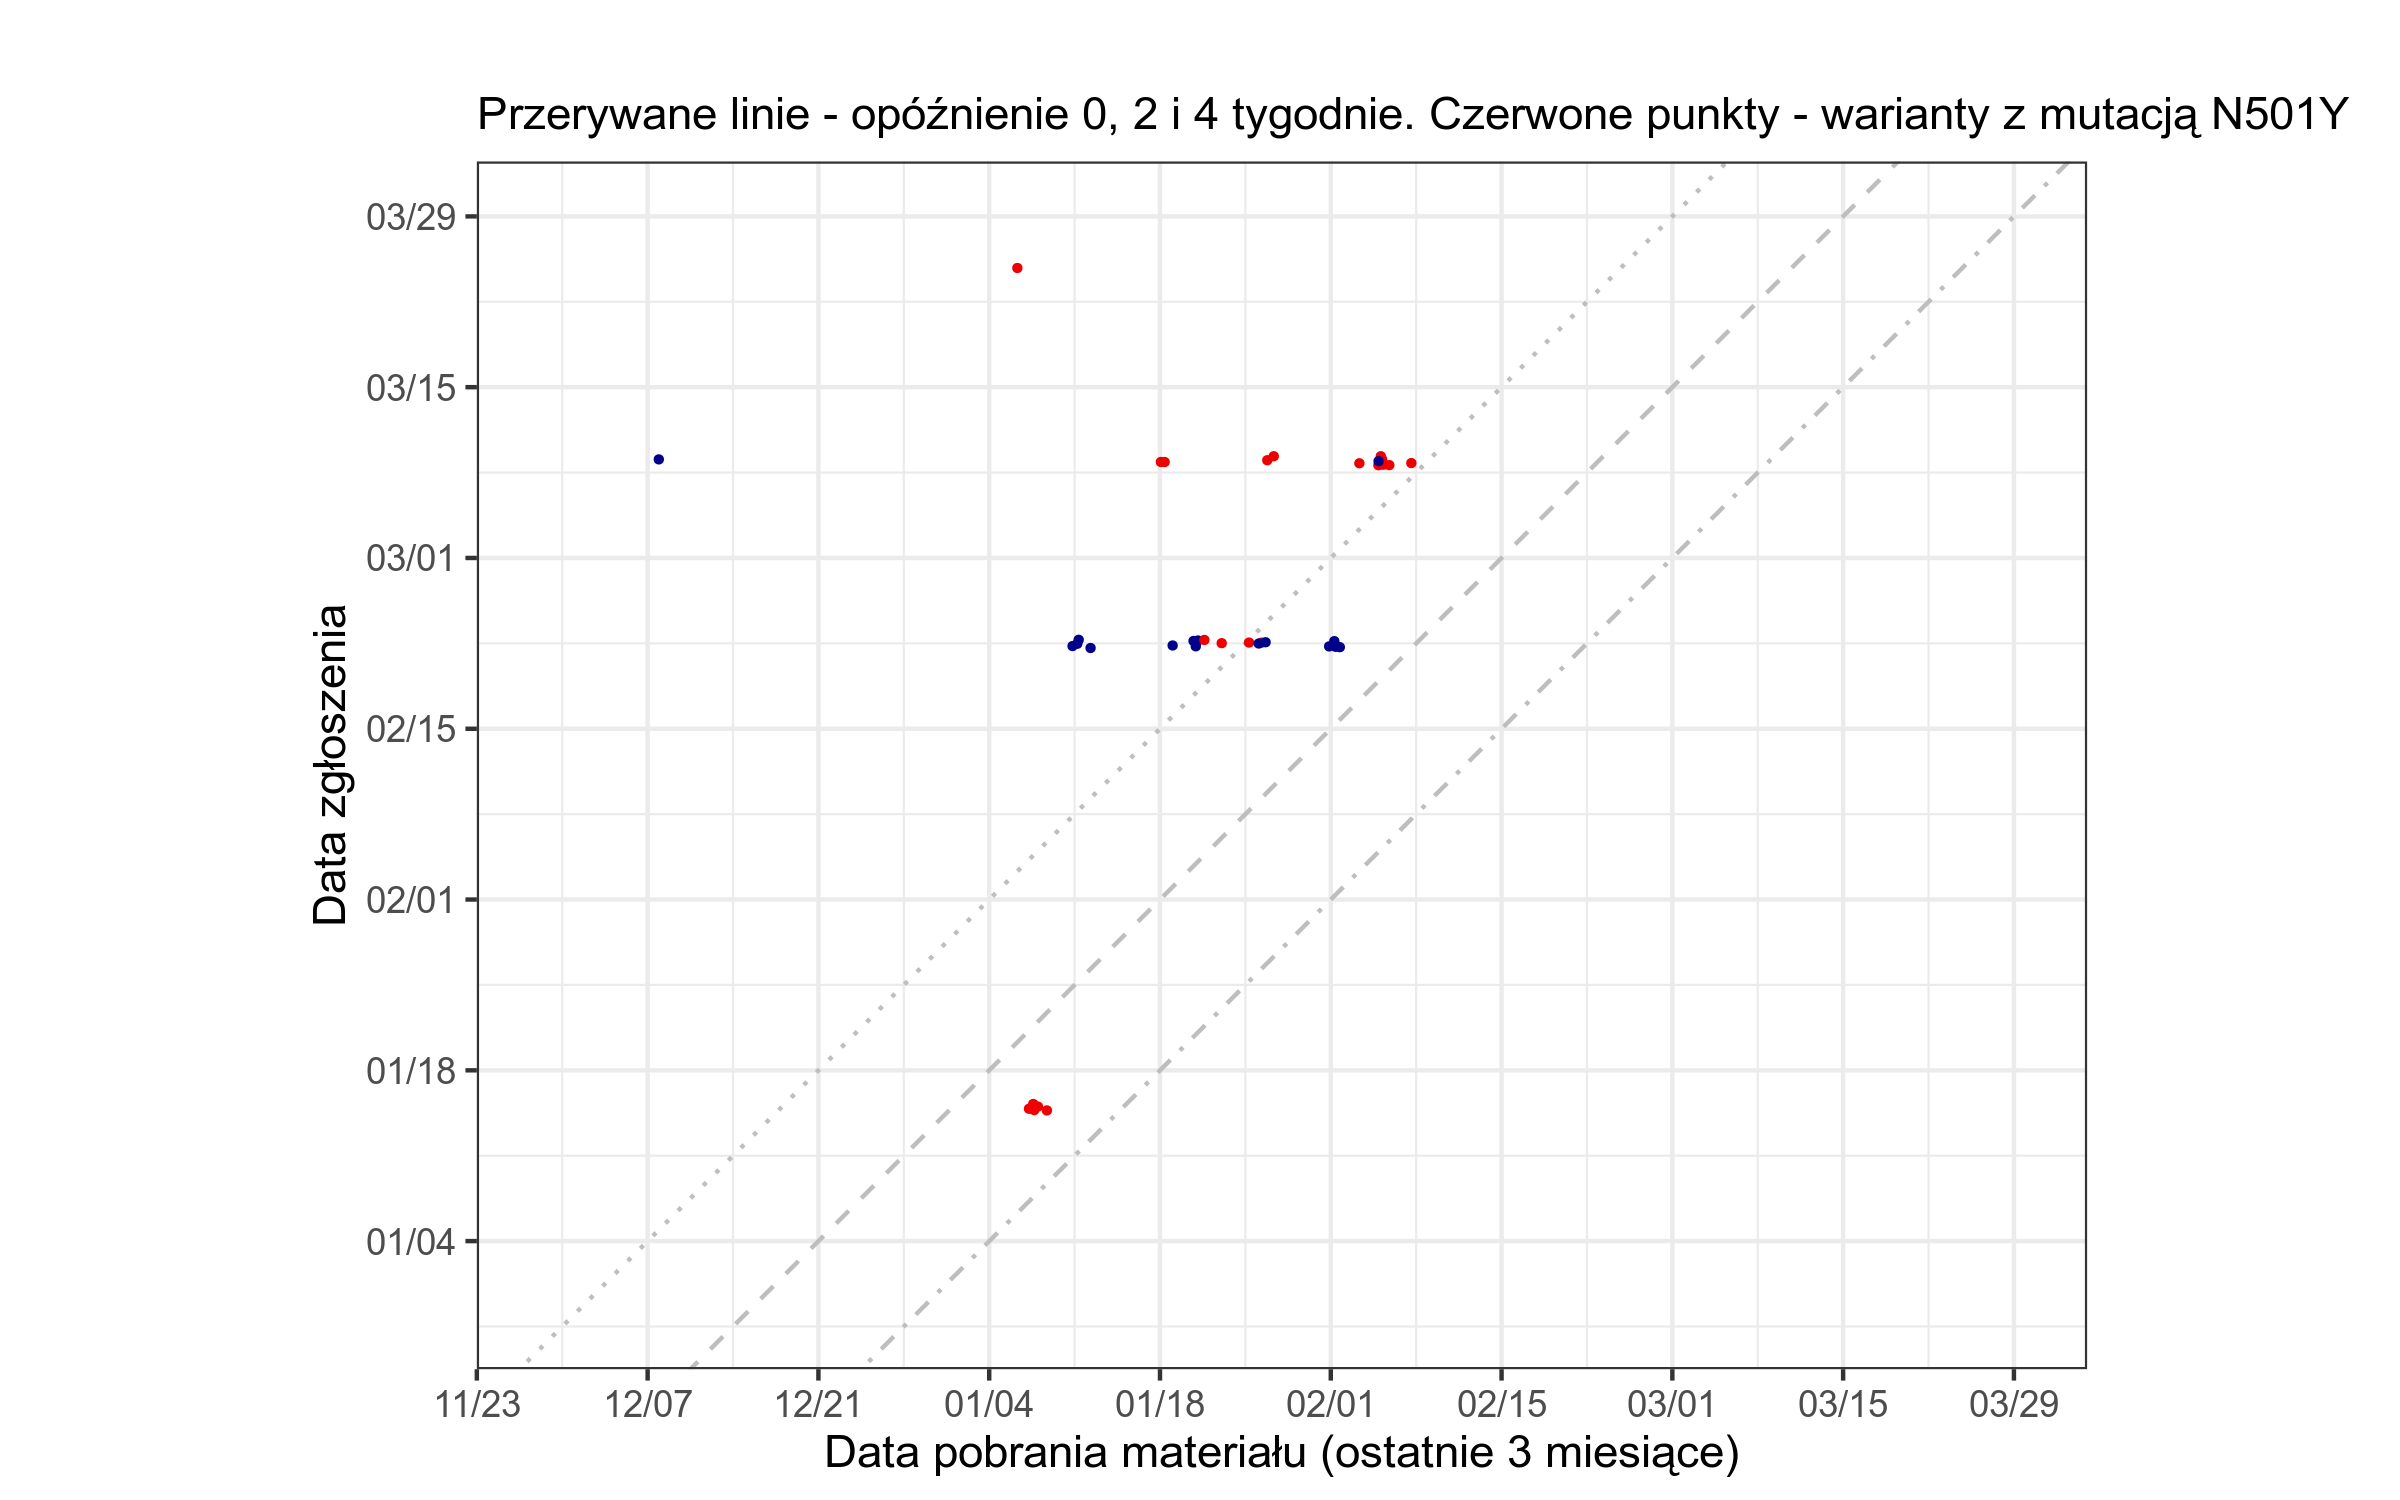 Przerywane linie - opóźnienie 0, 2 i 4 tygodnie. Czerwone punkty - warianty z mutacją N501Y
Data zgłoszenia
03/29
03/15
03/01
02/15
02/01
01/18
01/04
11/23 12/07 12/21 01/04 01/18 02/01 02/15 03/01 03/15 03/29
Data pobrania materiału (ostatnie 3 miesiące)